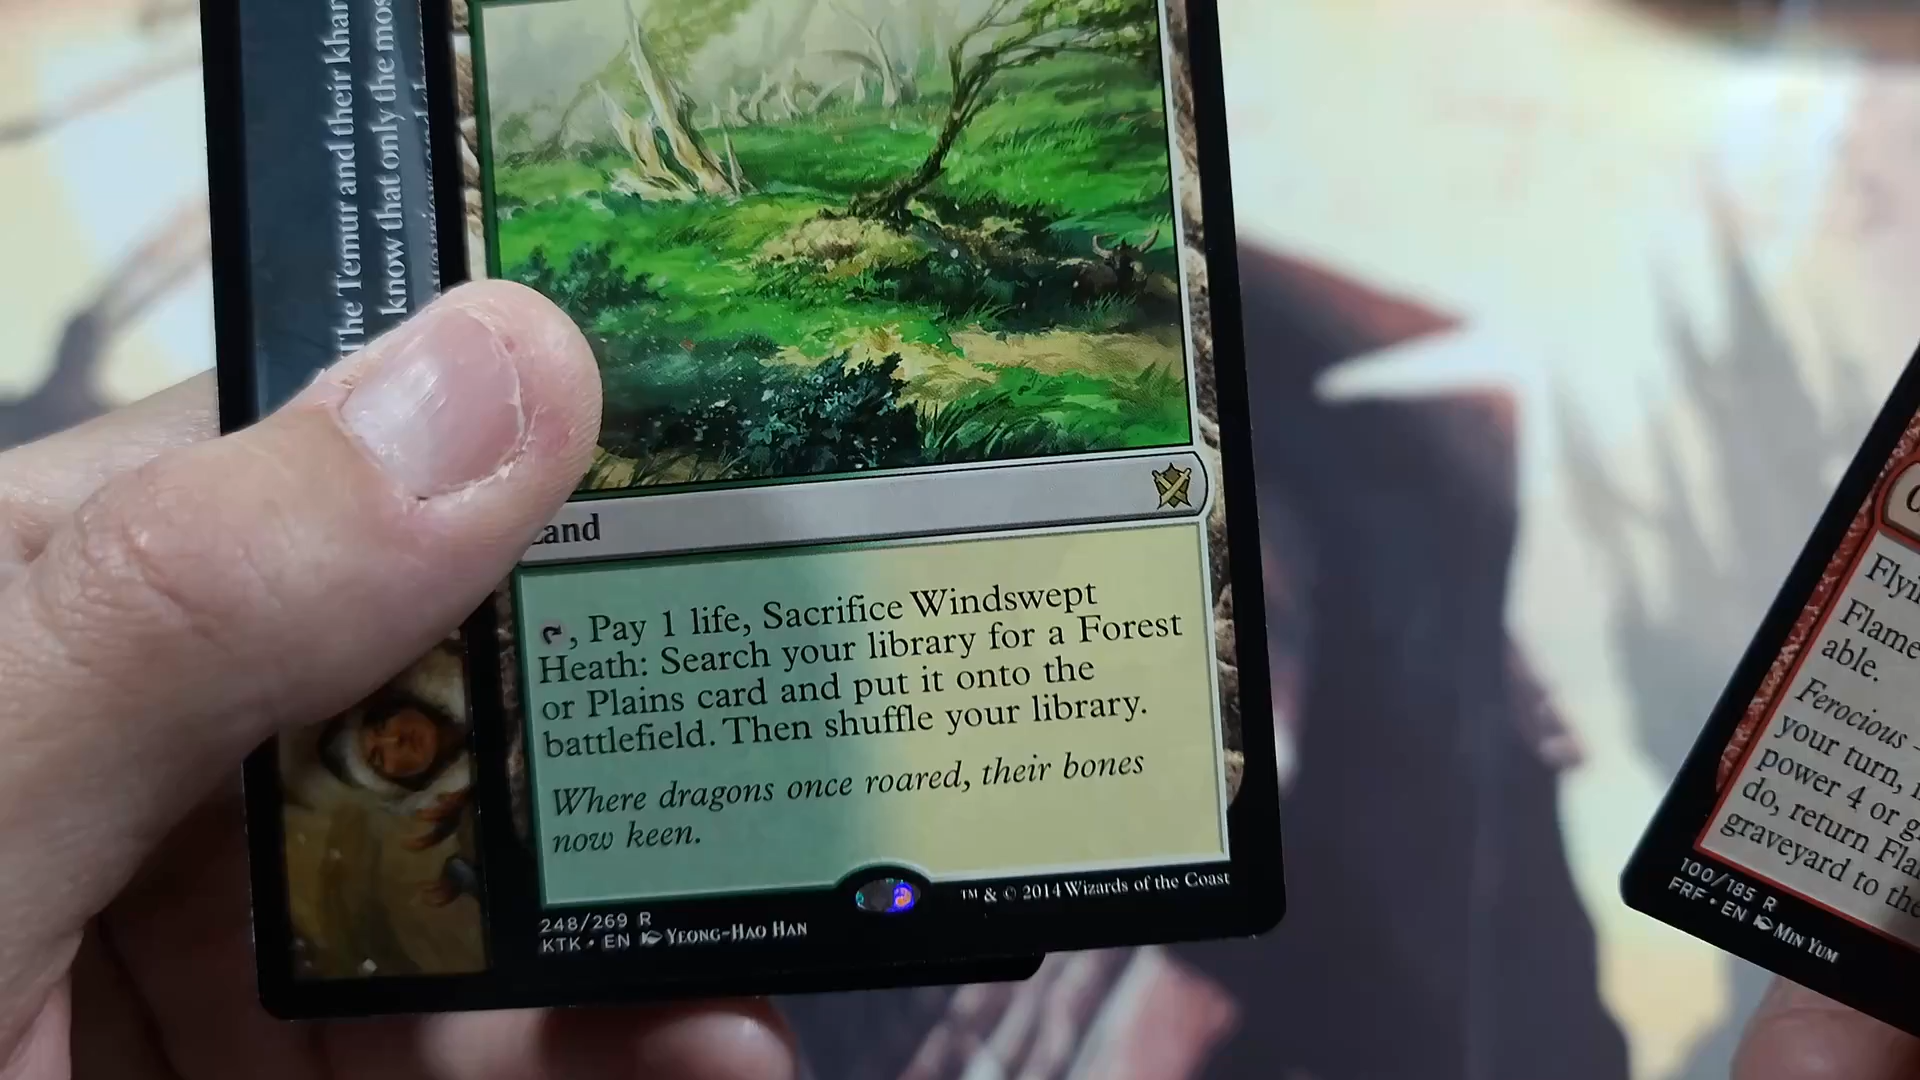 The Temur and their khan
know that only the mos
Land
, Pay 1 life, Sacrifice Windswept
Heath: Search your library for a Forest
or Plains card and put it onto the
battlefield. Then shuffle your library.
Where dragons once roared, their bones
now keen.
248/269 R
KTK • EN YEONG-HAO HAN
™ & © 2014 Wizards of the Coast
Flyi
Flame
able.
Ferocious –
your turn, i
power 4 or g
do, return Fla
graveyard to the
100/185 R
FRF • EN MIN YUM